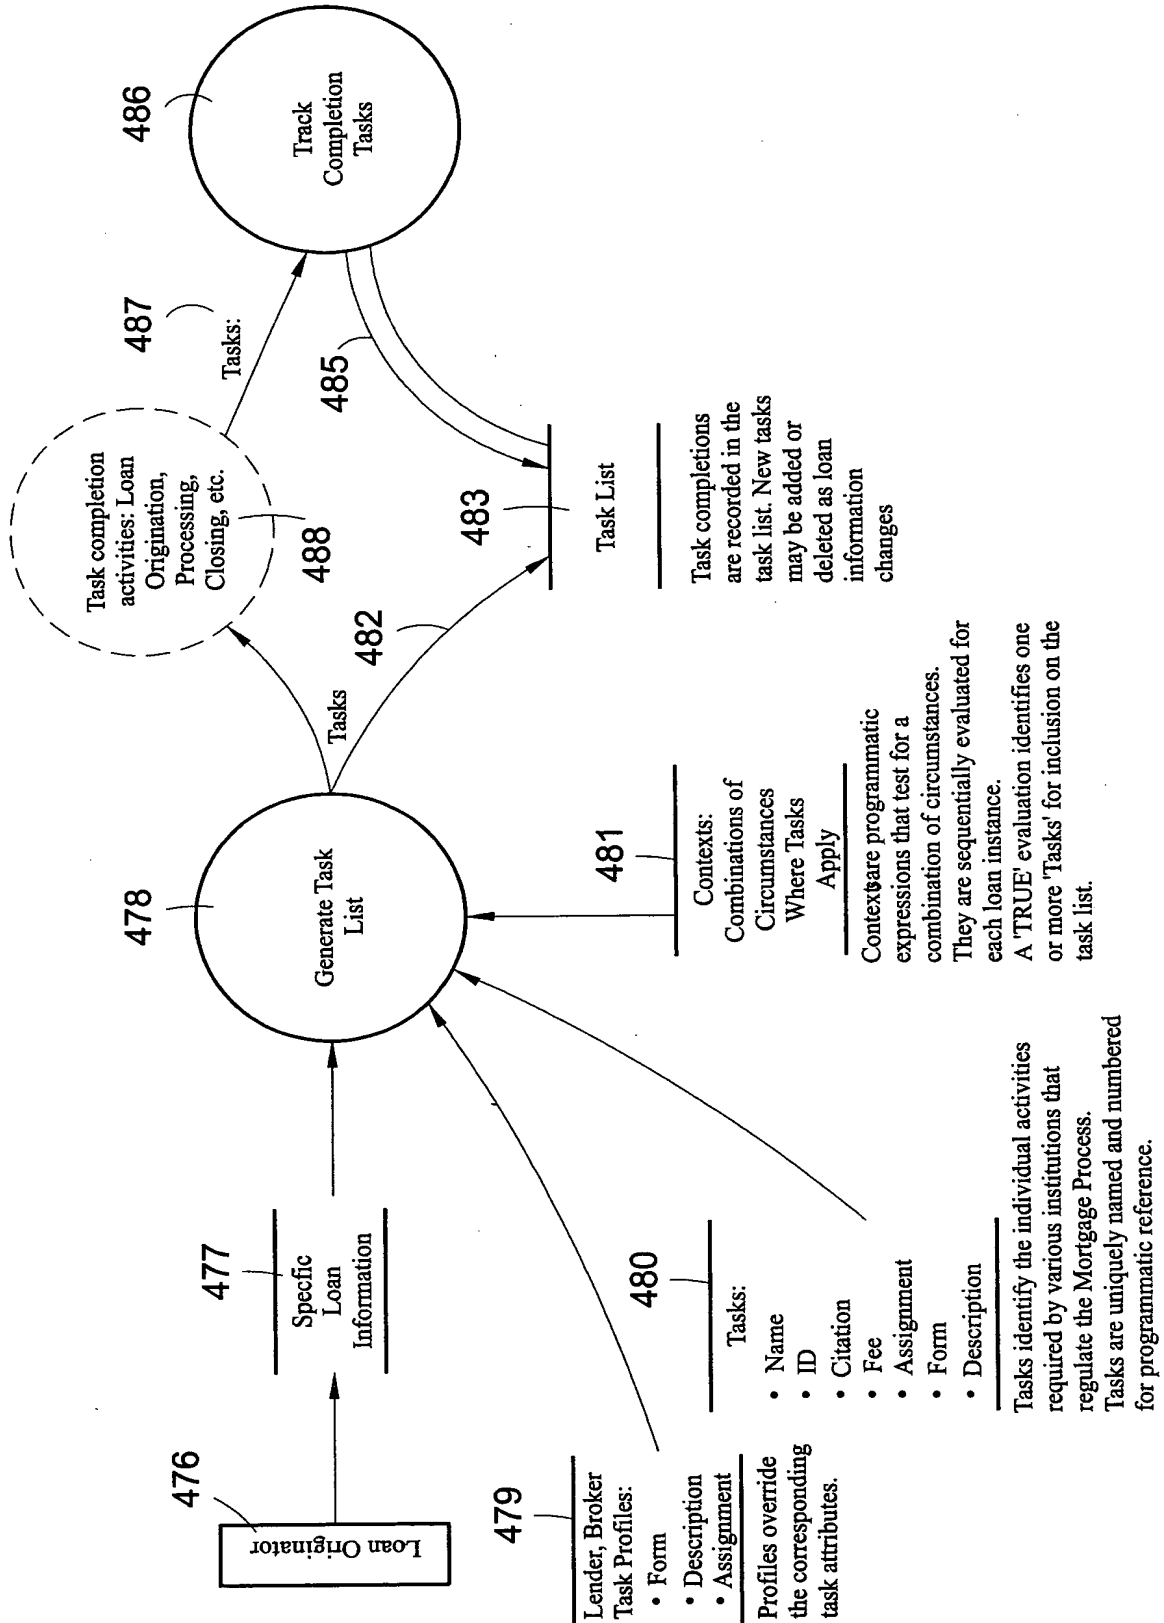 476
Loan Originator
477
Specfic
Loan
Information
478
Generate Task
List
479
Lender, Broker
Task Profiles:
• Form
• Description
• Assignment
Profiles override
the corresponding
task attributes.
480
Tasks:
• Name
• ID
• Citation
• Fee
• Assignment
• Form
• Description
Tasks identify the individual activities
required by various institutions that
regulate the Mortgage Process.
Tasks are uniquely named and numbered
for programmatic reference.
481
Contexts:
Combinations of
Circumstances
Where Tasks
Apply
Contexts are programmatic
expressions that test for a
combination of circumstances.
They are sequentially evaluated for
each loan instance.
A 'TRUE' evaluation identifies one
or more 'Tasks' for inclusion on the
task list.
Tasks
482
Task completion
activities: Loan
Origination,
Processing,
Closing, etc.
488
483
Task List
Task completions
are recorded in the
task list. New tasks
may be added or
deleted as loan
information
changes
485
487
Tasks:
486
Track
Completion
Tasks